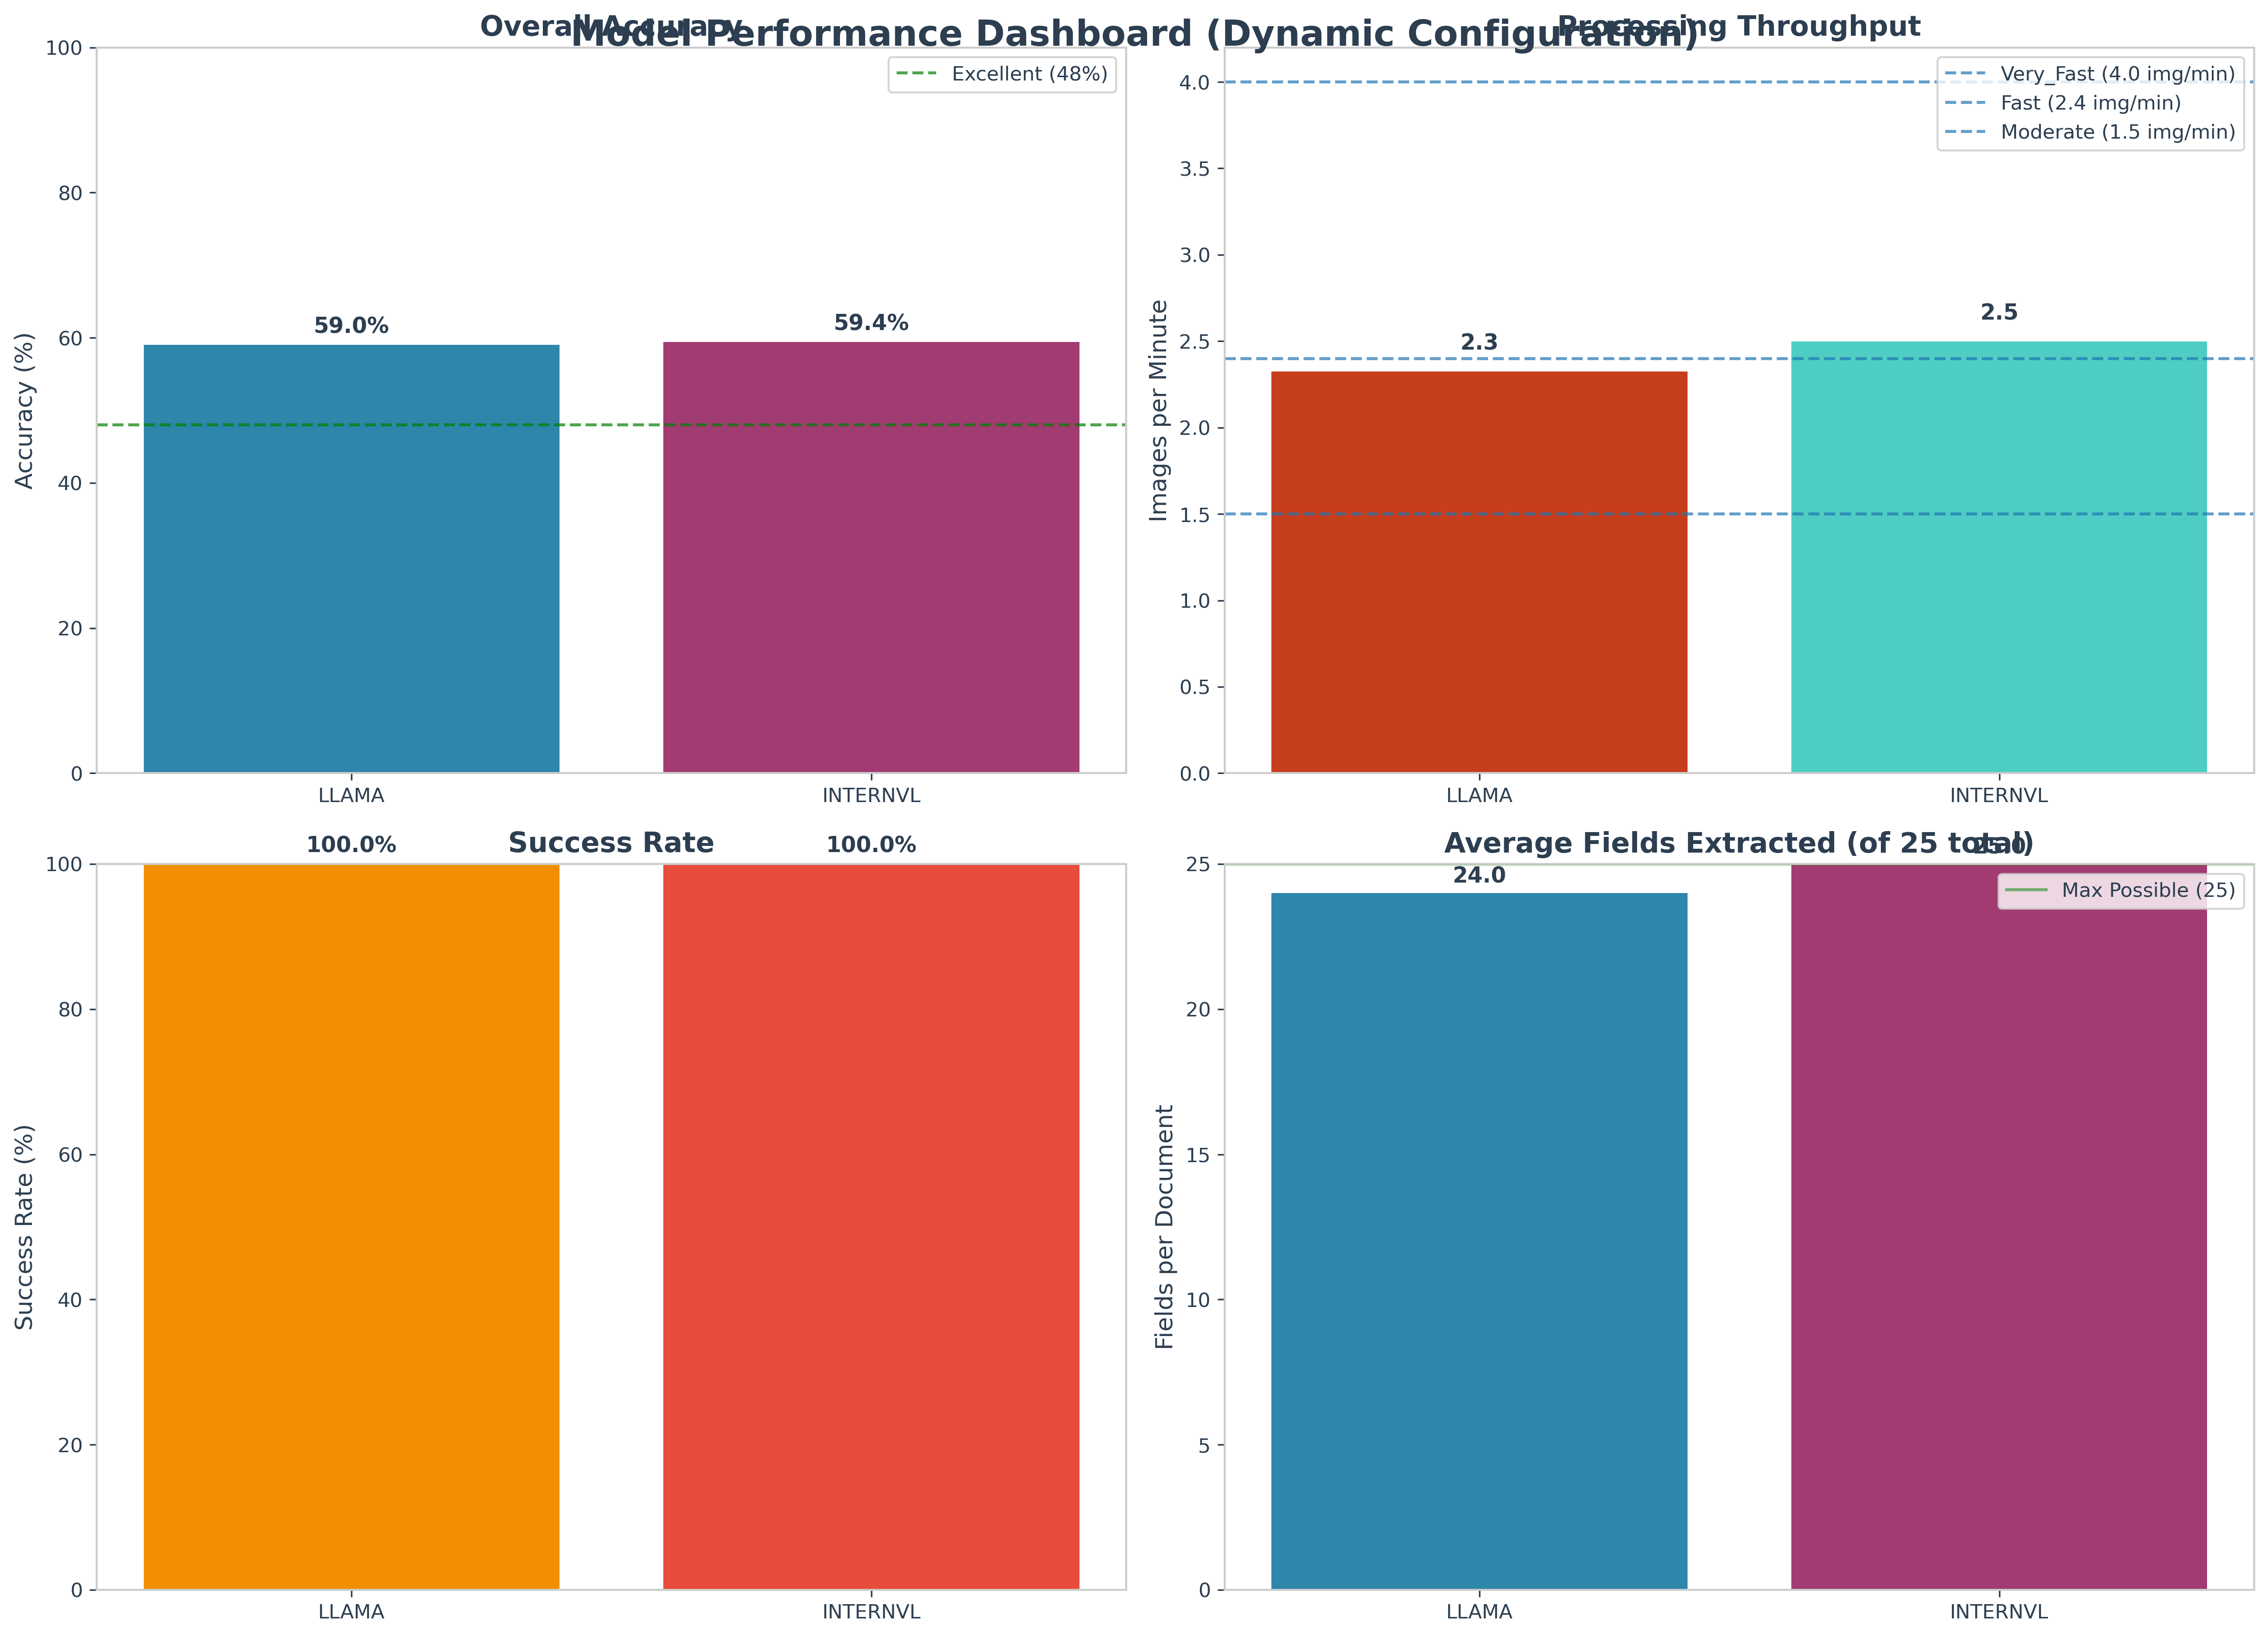 Model Performance Dashboard (Dynamic Configuration)
Overall Accuracy
Accuracy (%)
100
80
60
40
20
0
Excellent (48%)
59.0%
59.4%
LLAMA
INTERNVL
Processing Throughput
Images per Minute
4.0
3.5
3.0
2.5
2.0
1.5
1.0
0.5
0.0
Very_Fast (4.0 img/min)
Fast (2.4 img/min)
Moderate (1.5 img/min)
2.3
2.5
LLAMA
INTERNVL
Success Rate
Success Rate (%)
100
80
60
40
20
0
100.0%
100.0%
LLAMA
INTERNVL
Average Fields Extracted (of 25 total)
Fields per Document
25
20
15
10
5
0
Max Possible (25)
24.0
25.0
LLAMA
INTERNVL